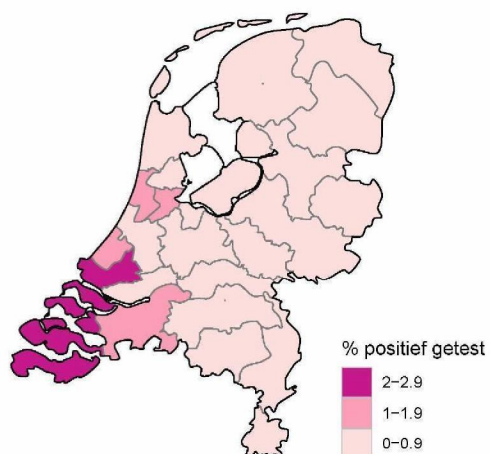 % positief getest
2–2.9
1–1.9
0–0.9